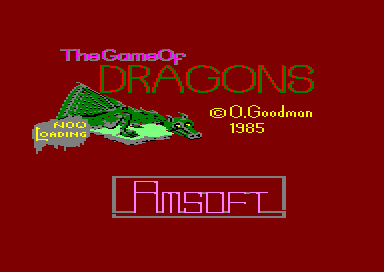 The Game Of
DRAGONS
© O.Goodman
1985
NOW
LOADING
AMSOFT